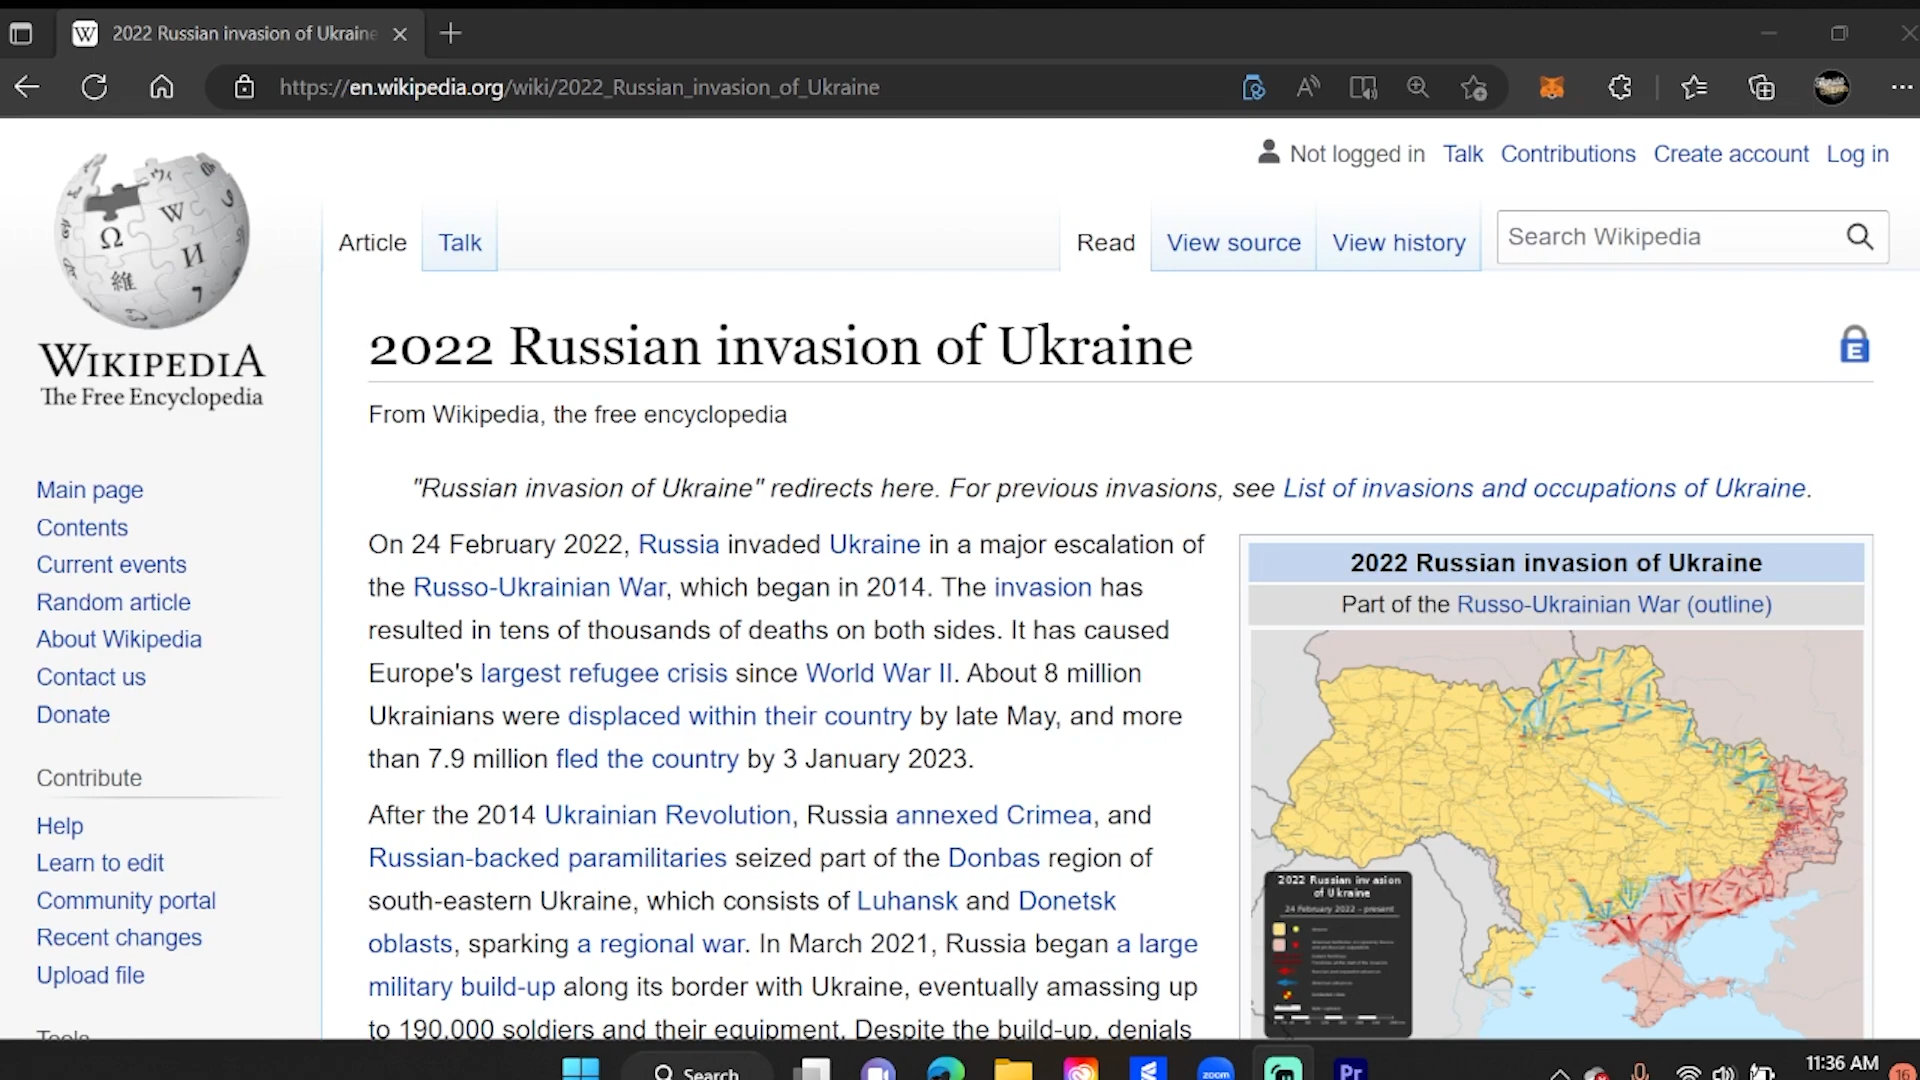 2022 Russian invasion of Ukraine
https://en.wikipedia.org/wiki/2022_Russian_invasion_of_Ukraine
Not logged in Talk Contributions Create account Log in
Article Talk Read View source View history Search Wikipedia
WIKIPEDIA
The Free Encyclopedia
2022 Russian invasion of Ukraine
From Wikipedia, the free encyclopedia
"Russian invasion of Ukraine" redirects here. For previous invasions, see List of invasions and occupations of Ukraine.
Main page
Contents
Current events
Random article
About Wikipedia
Contact us
Donate
Contribute
Help
Learn to edit
Community portal
Recent changes
Upload file
Tools
On 24 February 2022, Russia invaded Ukraine in a major escalation of
the Russo-Ukrainian War, which began in 2014. The invasion has
resulted in tens of thousands of deaths on both sides. It has caused
Europe's largest refugee crisis since World War II. About 8 million
Ukrainians were displaced within their country by late May, and more
than 7.9 million fled the country by 3 January 2023.
After the 2014 Ukrainian Revolution, Russia annexed Crimea, and
Russian-backed paramilitaries seized part of the Donbas region of
south-eastern Ukraine, which consists of Luhansk and Donetsk
oblasts, sparking a regional war. In March 2021, Russia began a large
military build-up along its border with Ukraine, eventually amassing up
to 190,000 soldiers and their equipment. Despite the build-up, denials
2022 Russian invasion of Ukraine
Part of the Russo-Ukrainian War (outline)
2022 Russian invasion
of Ukraine
24 February 2022 - present
Search
zoom
Pr
11:36 AM
16